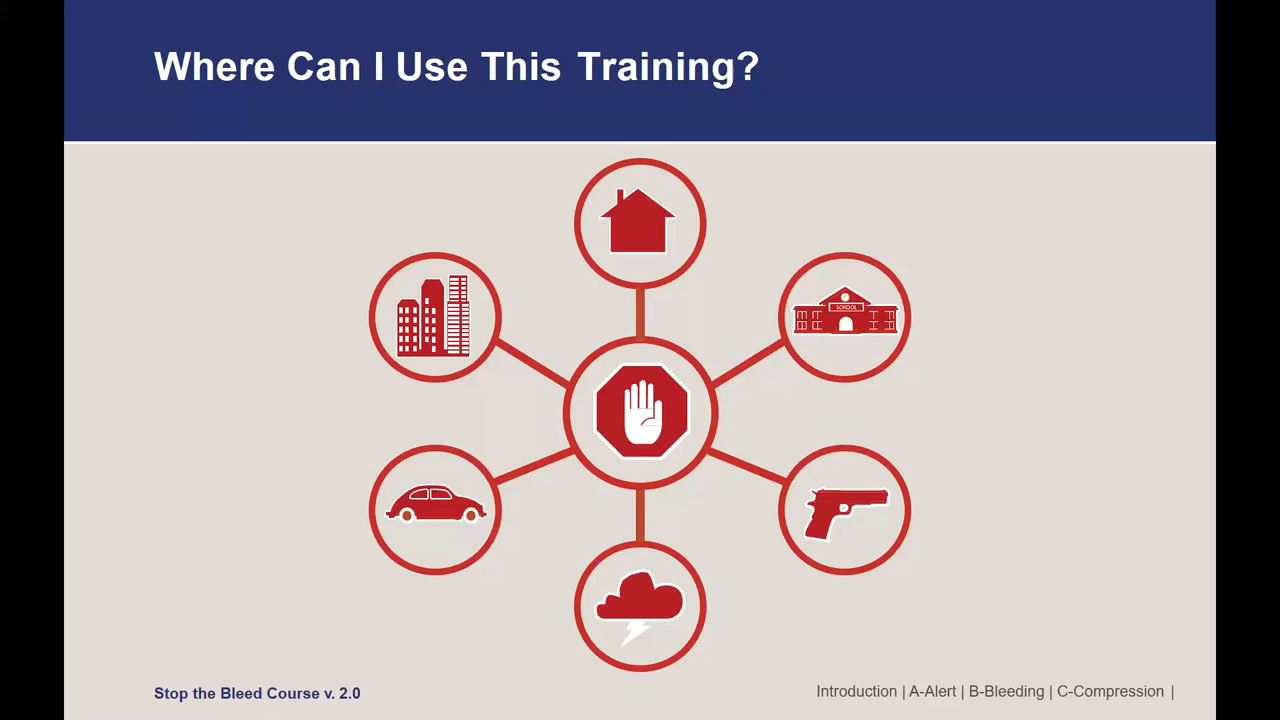 Where Can I Use This Training?
SCHOOL
Stop the Bleed Course v. 2.0
Introduction | A-Alert | B-Bleeding | C-Compression |